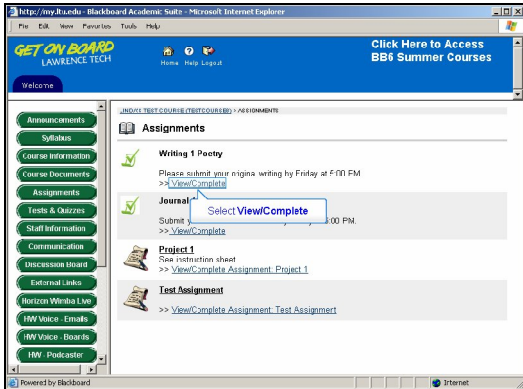 http://my.ltu.edu - Blackboard Academic Suite - Microsoft Internet Explorer
File Edit View Favorites Tools Help
GET ON BOARD
LAWRENCE TECH
Home Help Logout
Click Here to Access
BB6 Summer Courses
Welcome
(TESTCOURSE) > ASSIGNMENTS
Assignments
Announcements
Syllabus
Course Information
Course Documents
Assignments
Tests & Quizzes
Staff Information
Communication
Discussion Board
External Links
Horizon Wimba Live
HW Voice - Emails
HW Voice - Boards
HW - Podcaster
Writing 1 Poetry
Please submit your original writing by Friday at 5:00 PM.
>> View/Complete
Journal
Select View/Complete
Submit :00 PM.
>> View/Complete
Project 1
See instruction sheet
>> View/Complete Assignment: Project 1
Test Assignment
>> View/Complete Assignment: Test Assignment
Powered by Blackboard
Internet